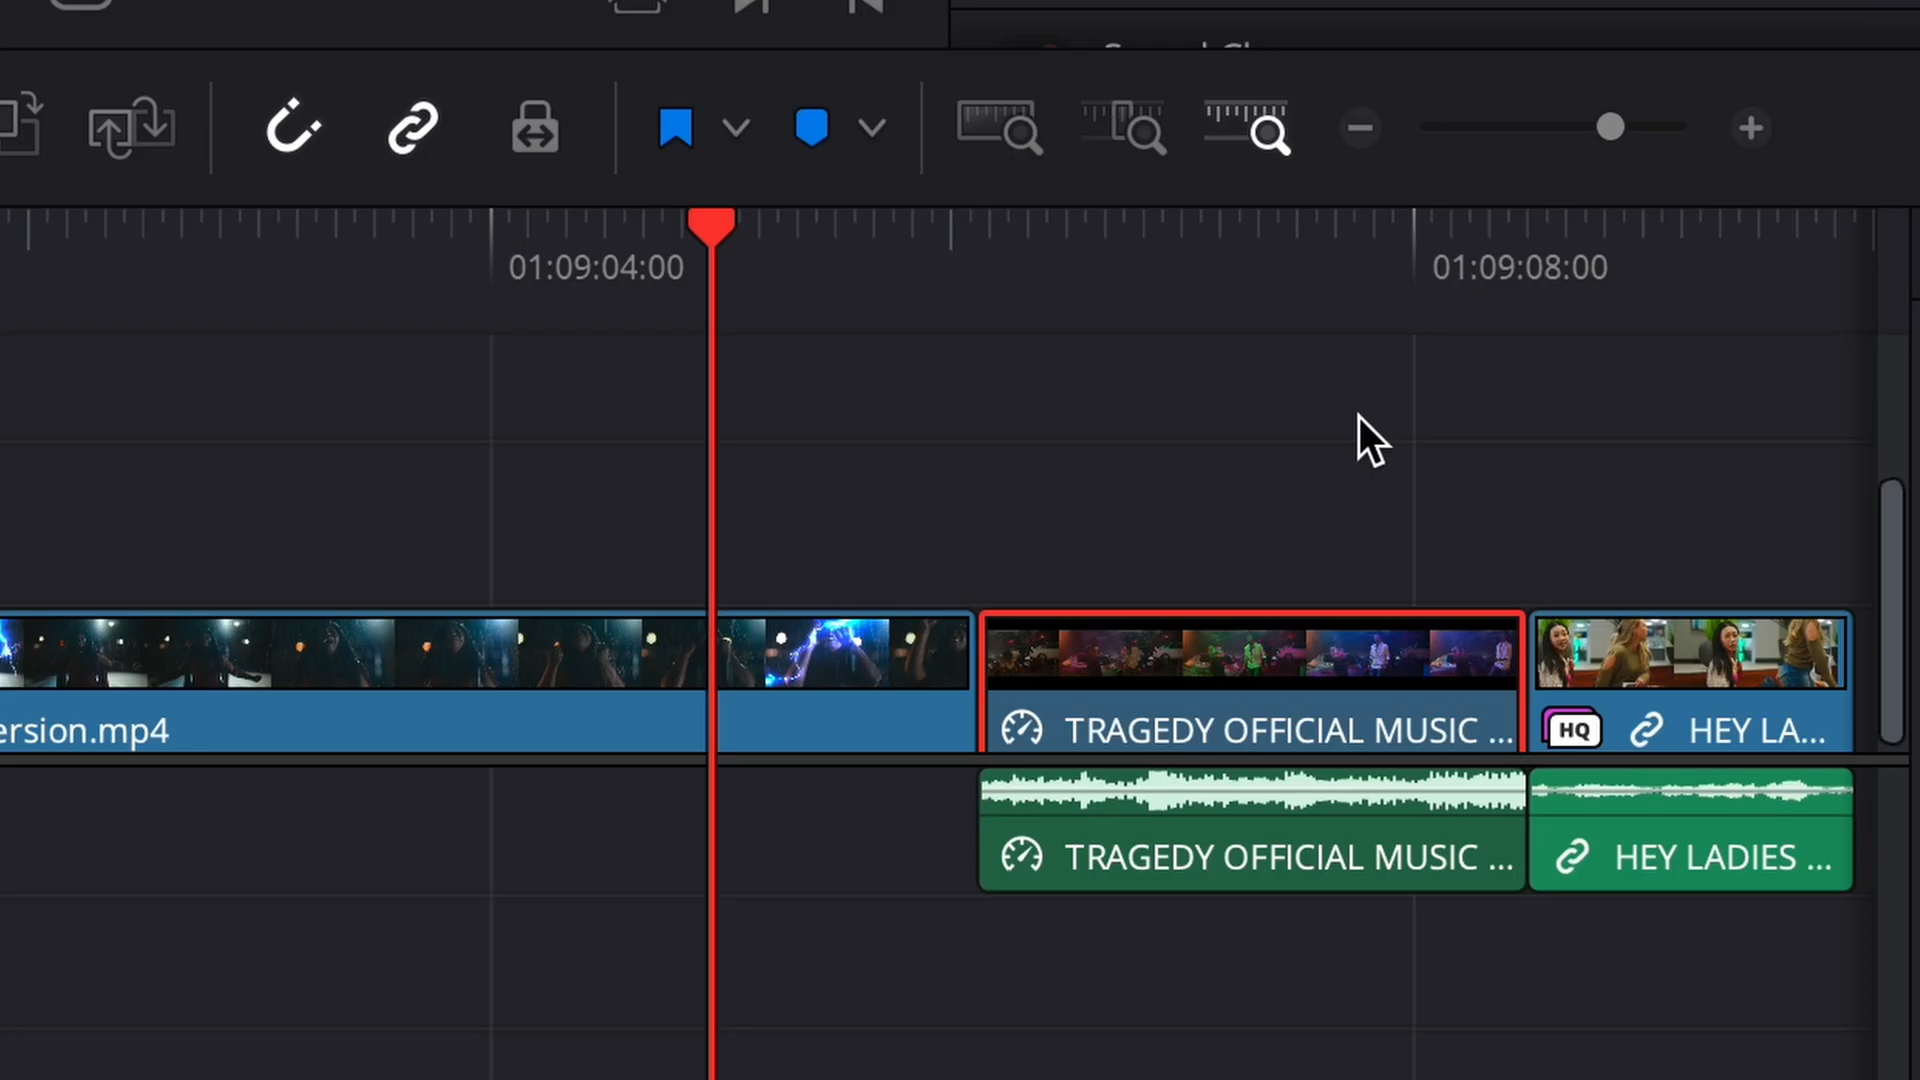 01:09:04:00
01:09:08:00
ersion.mp4
TRAGEDY OFFICIAL MUSIC ...
HQ
HEY LA...
TRAGEDY OFFICIAL MUSIC ...
HEY LADIES ...